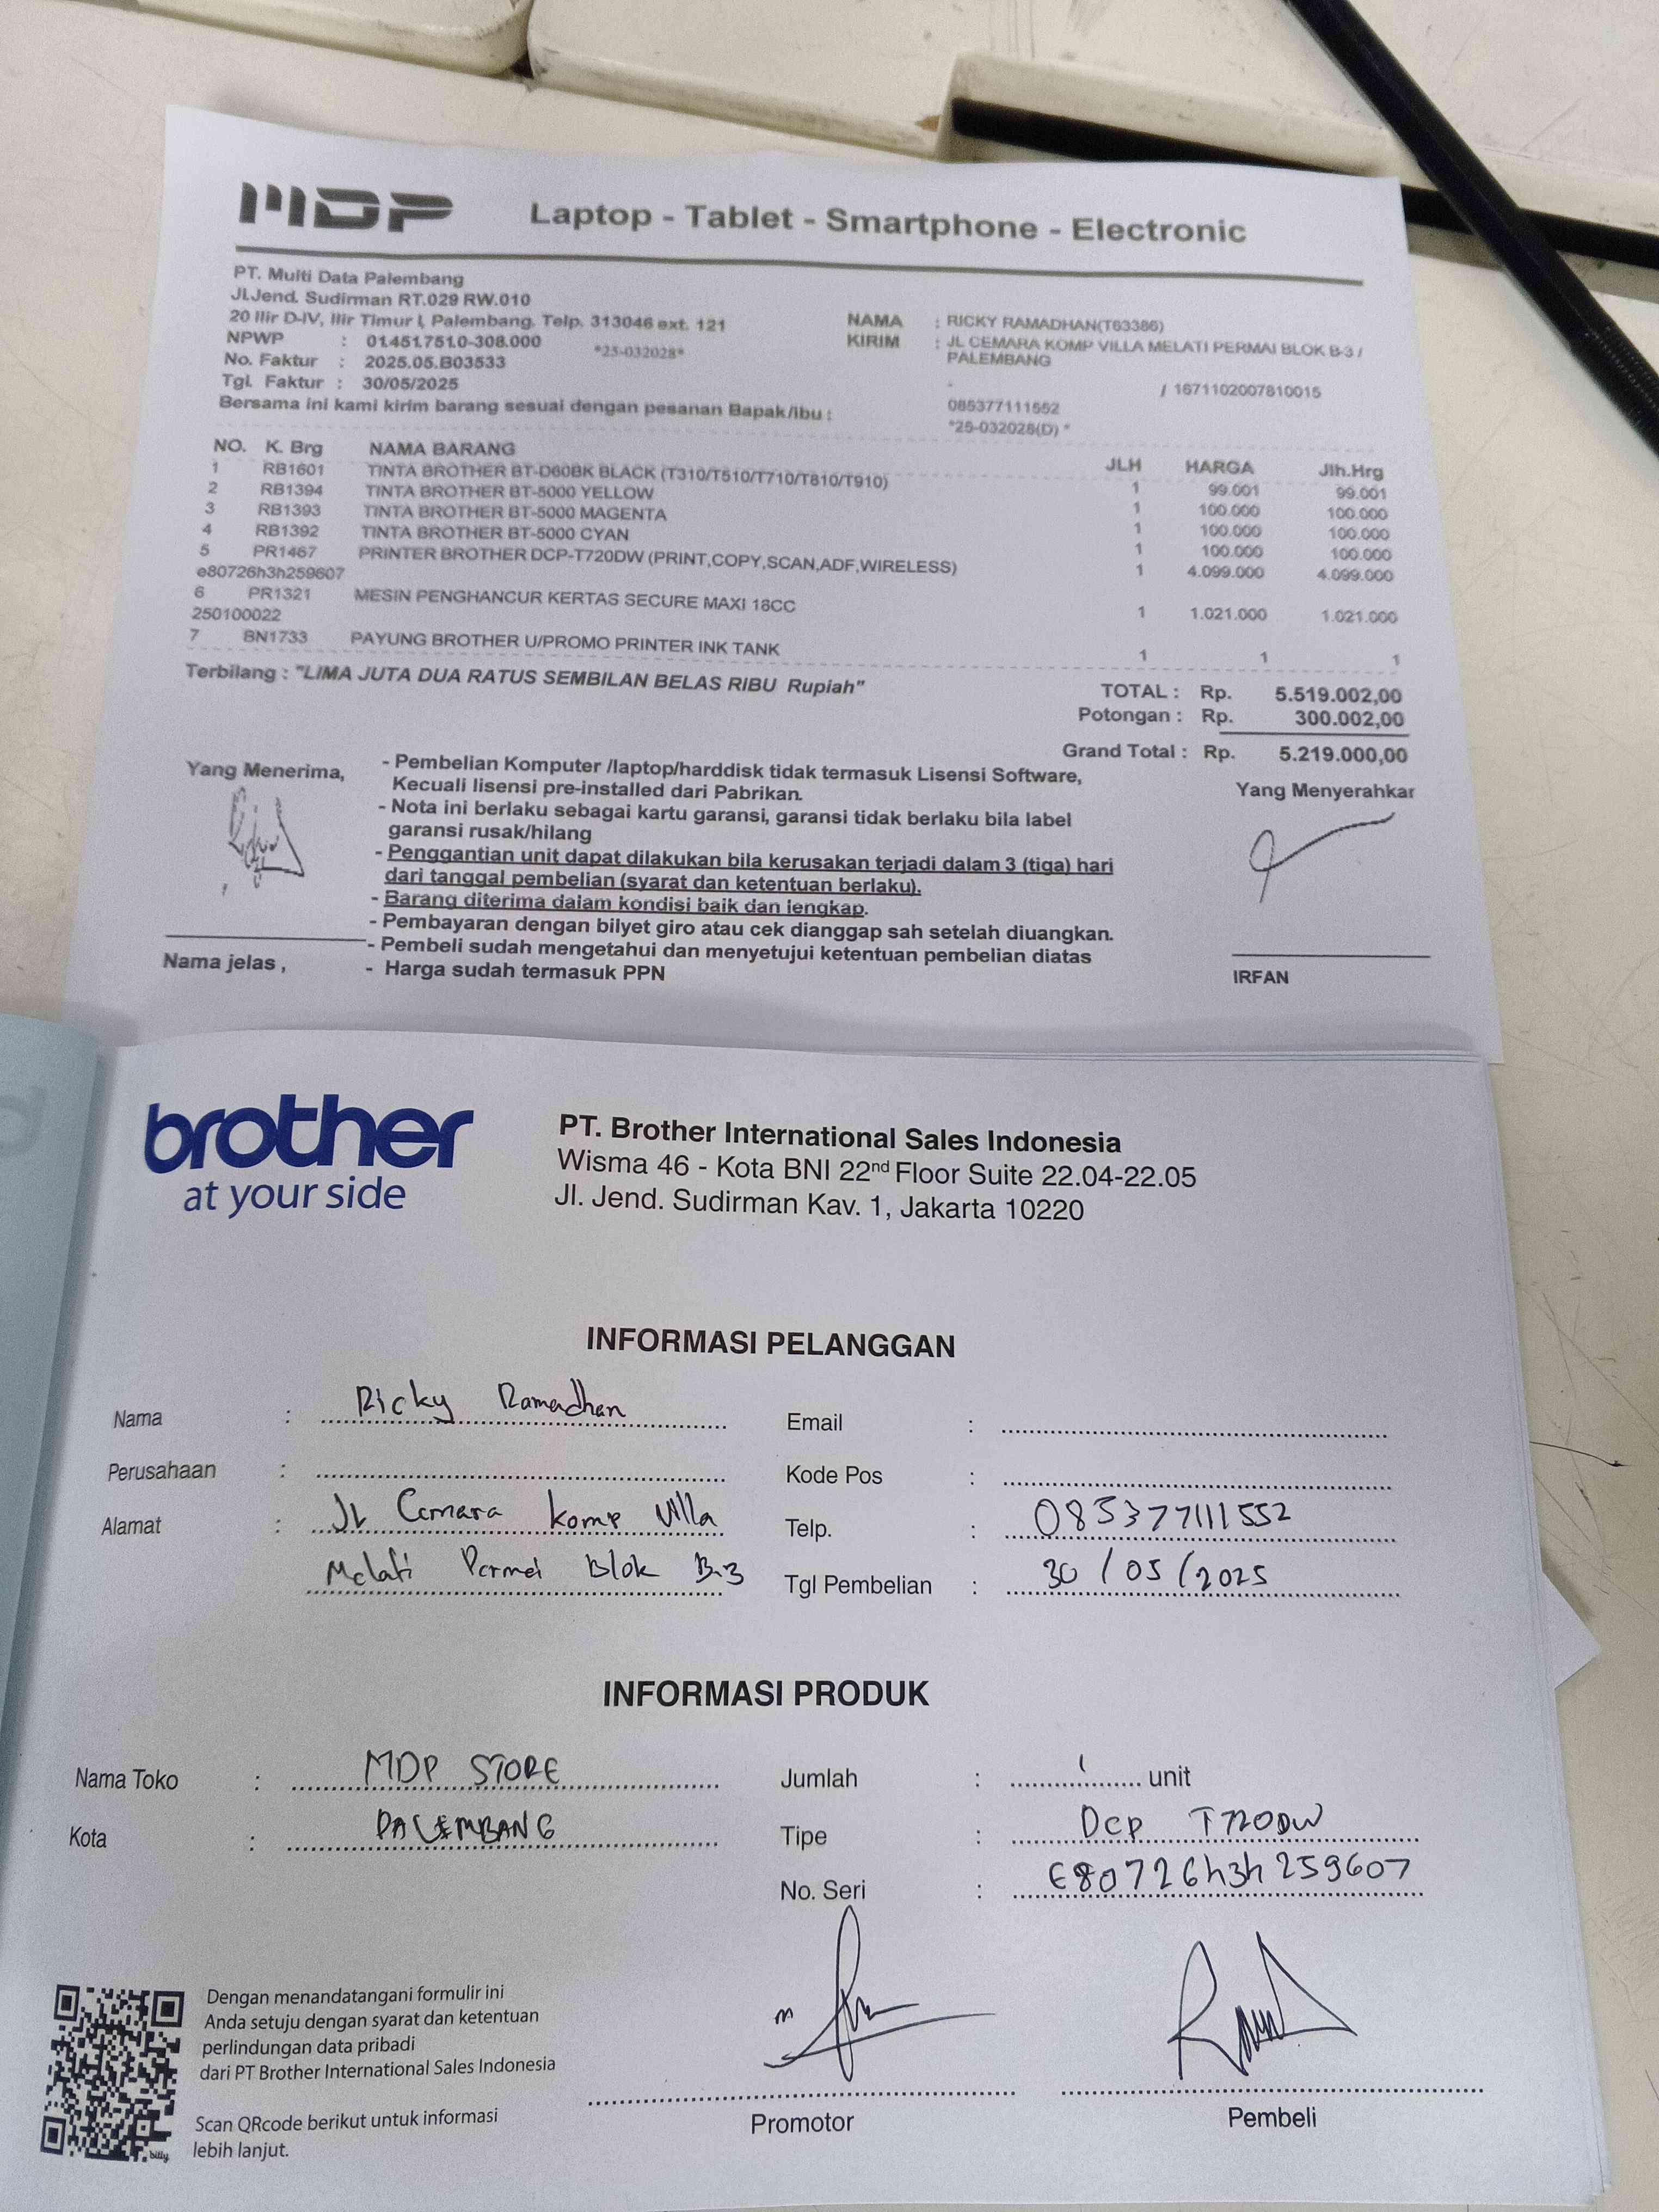 MDP Laptop - Tablet - Smartphone - Electronic
PT. Multi Data Palembang
Jl.Jend. Sudirman RT.029 RW.010
20 Ilir D-IV, Ilir Timur I, Palembang. Telp. 313046 ext. 121
NPWP : 01.451.751.0-308.000
*25-032028*
No. Faktur : 2025.05.B03533
Tgl. Faktur : 30/05/2025
Bersama ini kami kirim barang sesuai dengan pesanan Bapak/Ibu :
NAMA : RICKY RAMADHAN(T63386)
KIRIM : JL CEMARA KOMP VILLA MELATI PERMAI BLOK B-3 /
PALEMBANG
- / 1671102007810015
085377111552
*25-032028(D) *
NO. K. Brg NAMA BARANG JLH HARGA Jlh.Hrg
1 RB1601 TINTA BROTHER BT-D60BK BLACK (T310/T510/T710/T810/T910) 1 99.001 99.001
2 RB1394 TINTA BROTHER BT-5000 YELLOW 1 100.000 100.000
3 RB1393 TINTA BROTHER BT-5000 MAGENTA 1 100.000 100.000
4 RB1392 TINTA BROTHER BT-5000 CYAN 1 100.000 100.000
5 PR1467 PRINTER BROTHER DCP-T720DW (PRINT,COPY,SCAN,ADF,WIRELESS) 1 4.099.000 4.099.000
e80726h3h259607
6 PR1321 MESIN PENGHANCUR KERTAS SECURE MAXI 18CC 1 1.021.000 1.021.000
250100022
7 BN1733 PAYUNG BROTHER U/PROMO PRINTER INK TANK 1 1 1
Terbilang : "LIMA JUTA DUA RATUS SEMBILAN BELAS RIBU Rupiah"
TOTAL : Rp. 5.519.002,00
Potongan : Rp. 300.002,00
Grand Total : Rp. 5.219.000,00
Yang Menerima,
- Pembelian Komputer /laptop/harddisk tidak termasuk Lisensi Software,
Kecuali lisensi pre-installed dari Pabrikan.
- Nota ini berlaku sebagai kartu garansi, garansi tidak berlaku bila label
garansi rusak/hilang
- Penggantian unit dapat dilakukan bila kerusakan terjadi dalam 3 (tiga) hari
dari tanggal pembelian (syarat dan ketentuan berlaku).
- Barang diterima dalam kondisi baik dan lengkap.
- Pembayaran dengan bilyet giro atau cek dianggap sah setelah diuangkan.
- Pembeli sudah mengetahui dan menyetujui ketentuan pembelian diatas
- Harga sudah termasuk PPN
Nama jelas ,
Yang Menyerahkar
IRFAN
brother
at your side
PT. Brother International Sales Indonesia
Wisma 46 - Kota BNI 22nd Floor Suite 22.04-22.05
Jl. Jend. Sudirman Kav. 1, Jakarta 10220
INFORMASI PELANGGAN
Nama : Ricky Ramadhan
Perusahaan :
Alamat : JL Cemara Komp Villa
Melati Permai Blok B-3
Email :
Kode Pos :
Telp. : 085377111552
Tgl Pembelian : 30/05/2025
INFORMASI PRODUK
Nama Toko : MDP STORE
Kota : PALEMBANG
Jumlah : 1 unit
Tipe : Dcp T720DW
No. Seri : E80726h3h259607
Dengan menandatangani formulir ini
Anda setuju dengan syarat dan ketentuan
perlindungan data pribadi
dari PT Brother International Sales Indonesia
Scan QRcode berikut untuk informasi
lebih lanjut.
bitly
Promotor
Pembeli